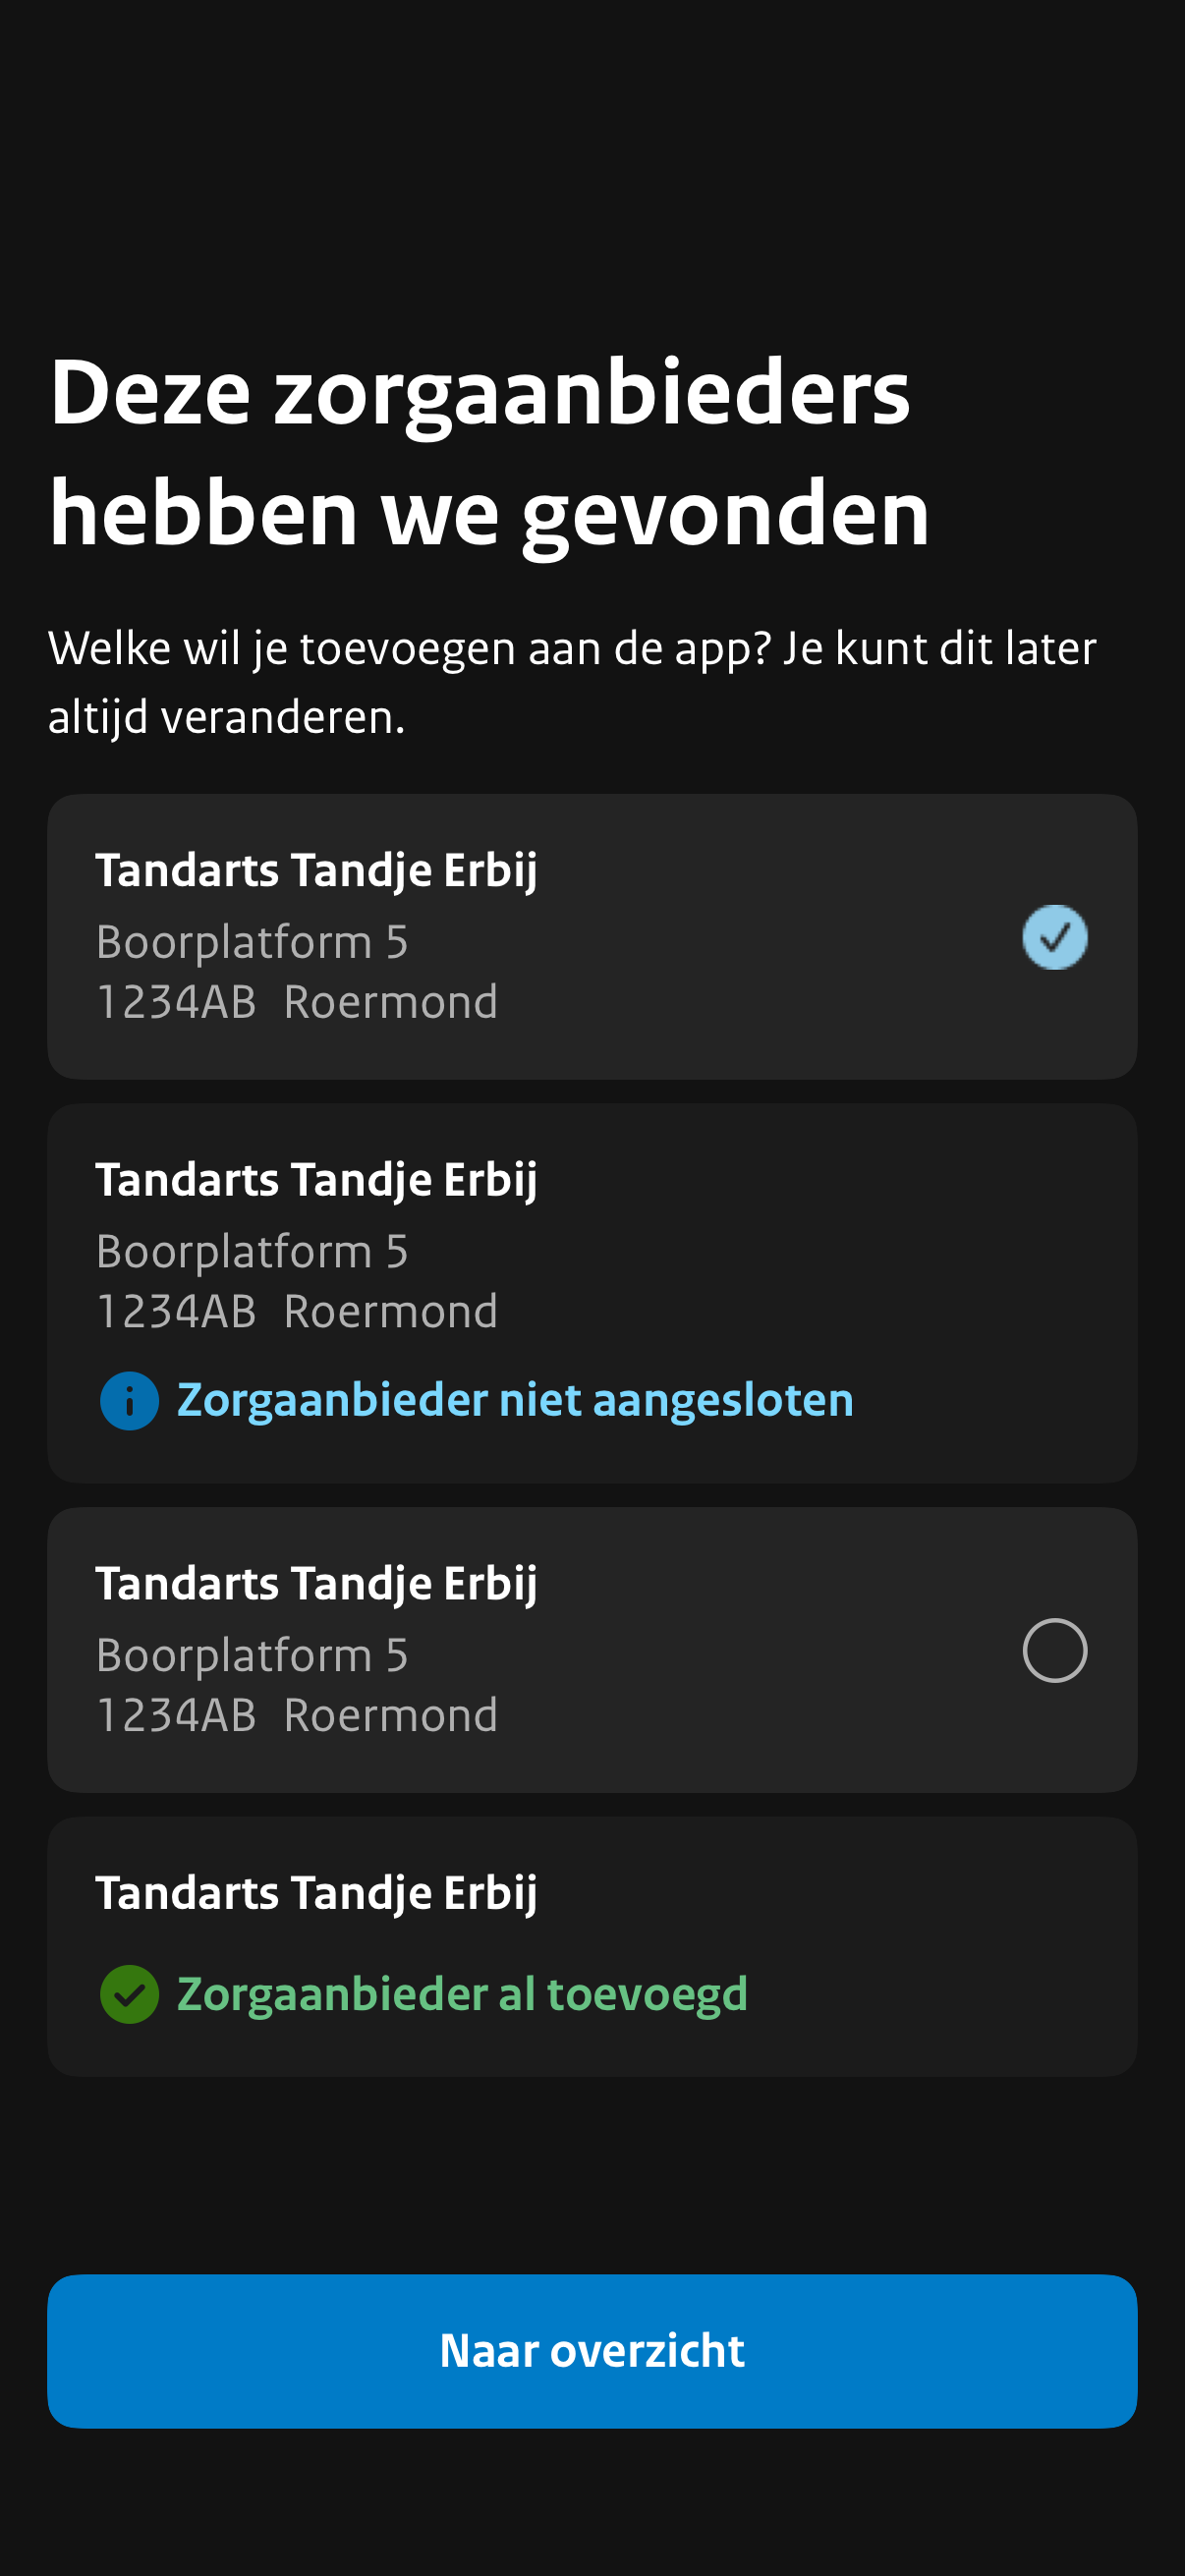 Deze zorgaanbieders
hebben we gevonden
Welke wil je toevoegen aan de app? Je kunt dit later
altijd veranderen.
Tandarts Tandje Erbij
Boorplatform 5
1234AB Roermond
Tandarts Tandje Erbij
Boorplatform 5
1234AB Roermond
Zorgaanbieder niet aangesloten
Tandarts Tandje Erbij
Boorplatform 5
1234AB Roermond
Tandarts Tandje Erbij
Zorgaanbieder al toevoegd
Naar overzicht